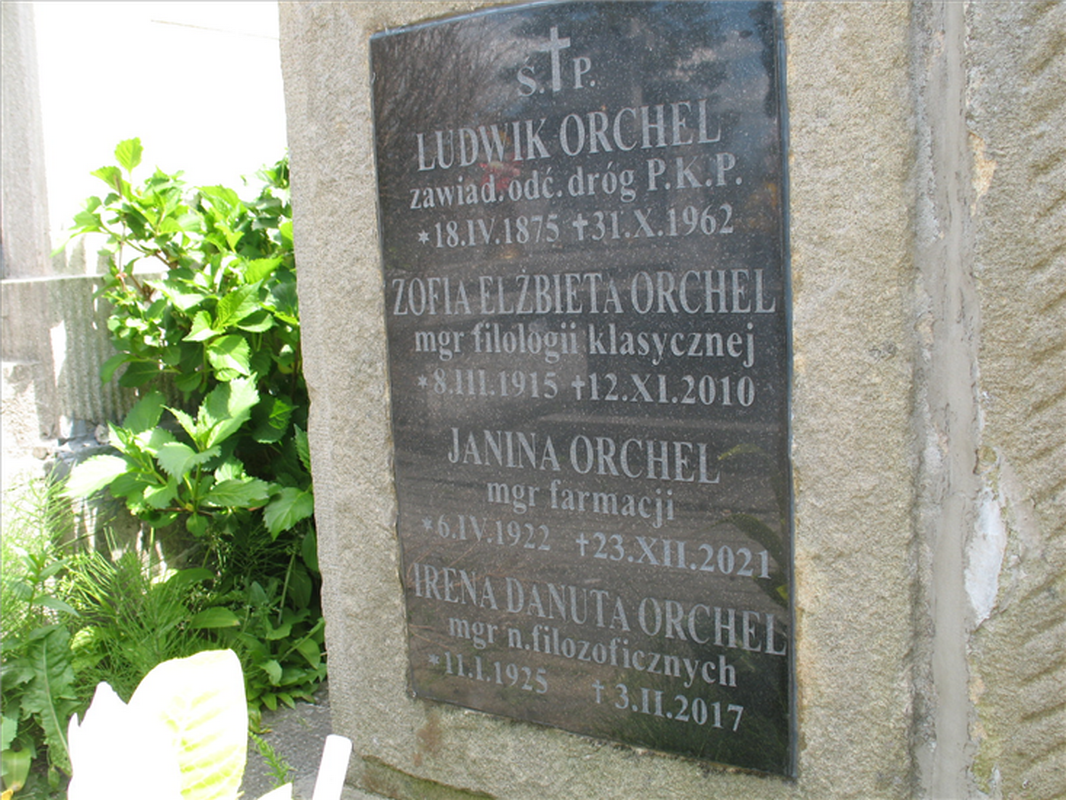 Ś. ✝ P.
LUDWIK ORCHEL
zawiad. odć. dróg P.K.P.
*18.IV.1875 ✝31.X.1962
ZOFIA ELŻBIETA ORCHEL
mgr filologii klasycznej
*8.III.1915 ✝12.XI.2010
JANINA ORCHEL
mgr farmacji
*6.IV.1922 ✝23.XII.2021
IRENA DANUTA ORCHEL
mgr n.filozoficznych
*11.I.1925 ✝ 3.II.2017